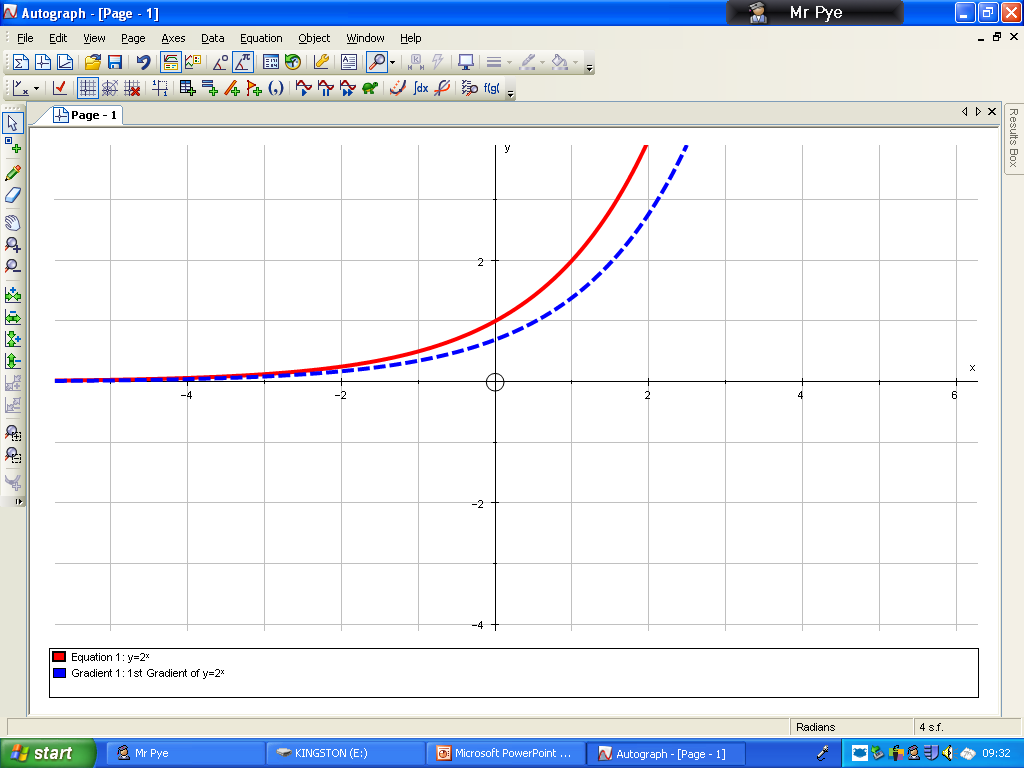 Autograph - [Page - 1]
Mr Pye
File Edit View Page Axes Data Equation Object Window Help
∫dx
f(g(
Page - 1
Results Box
y
x
2
-4 -2 2 4 6
-2
-4
Equation 1: y=2ˣ
Gradient 1: 1st Gradient of y=2ˣ
Radians 4 s.f.
start Mr Pye KINGSTON (E:) Microsoft PowerPoint ... Autograph - [Page - 1] 09:32